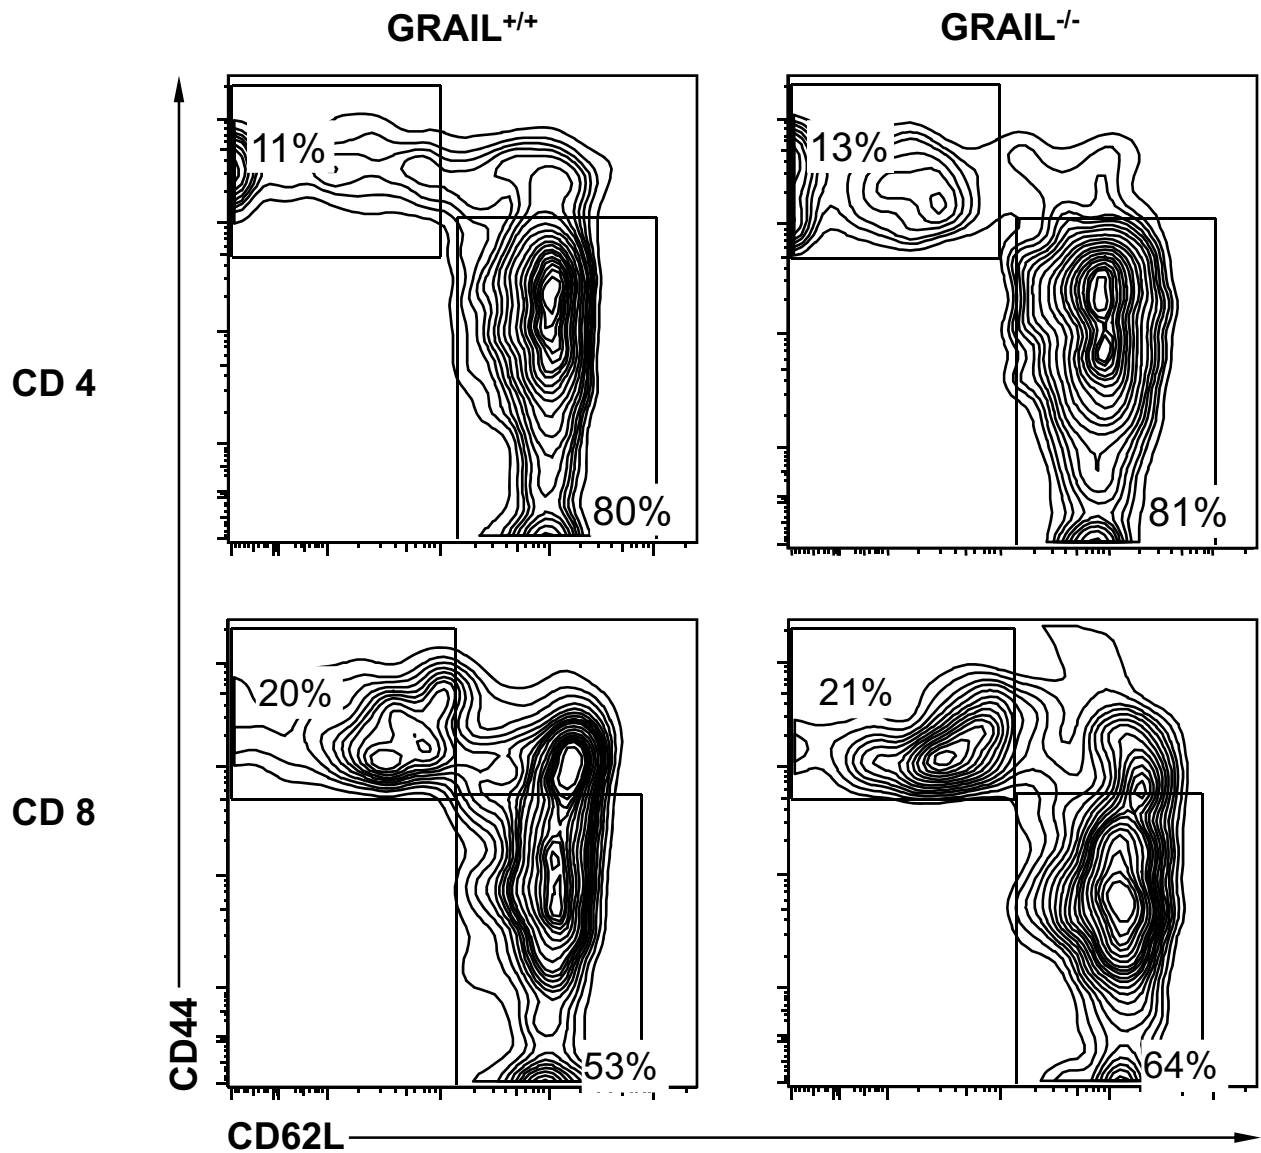 GRAIL+/+ GRAIL-/-
11% 13%
CD 4
80% 81%
20% 21%
CD 8
CD44
53% 64%
CD62L